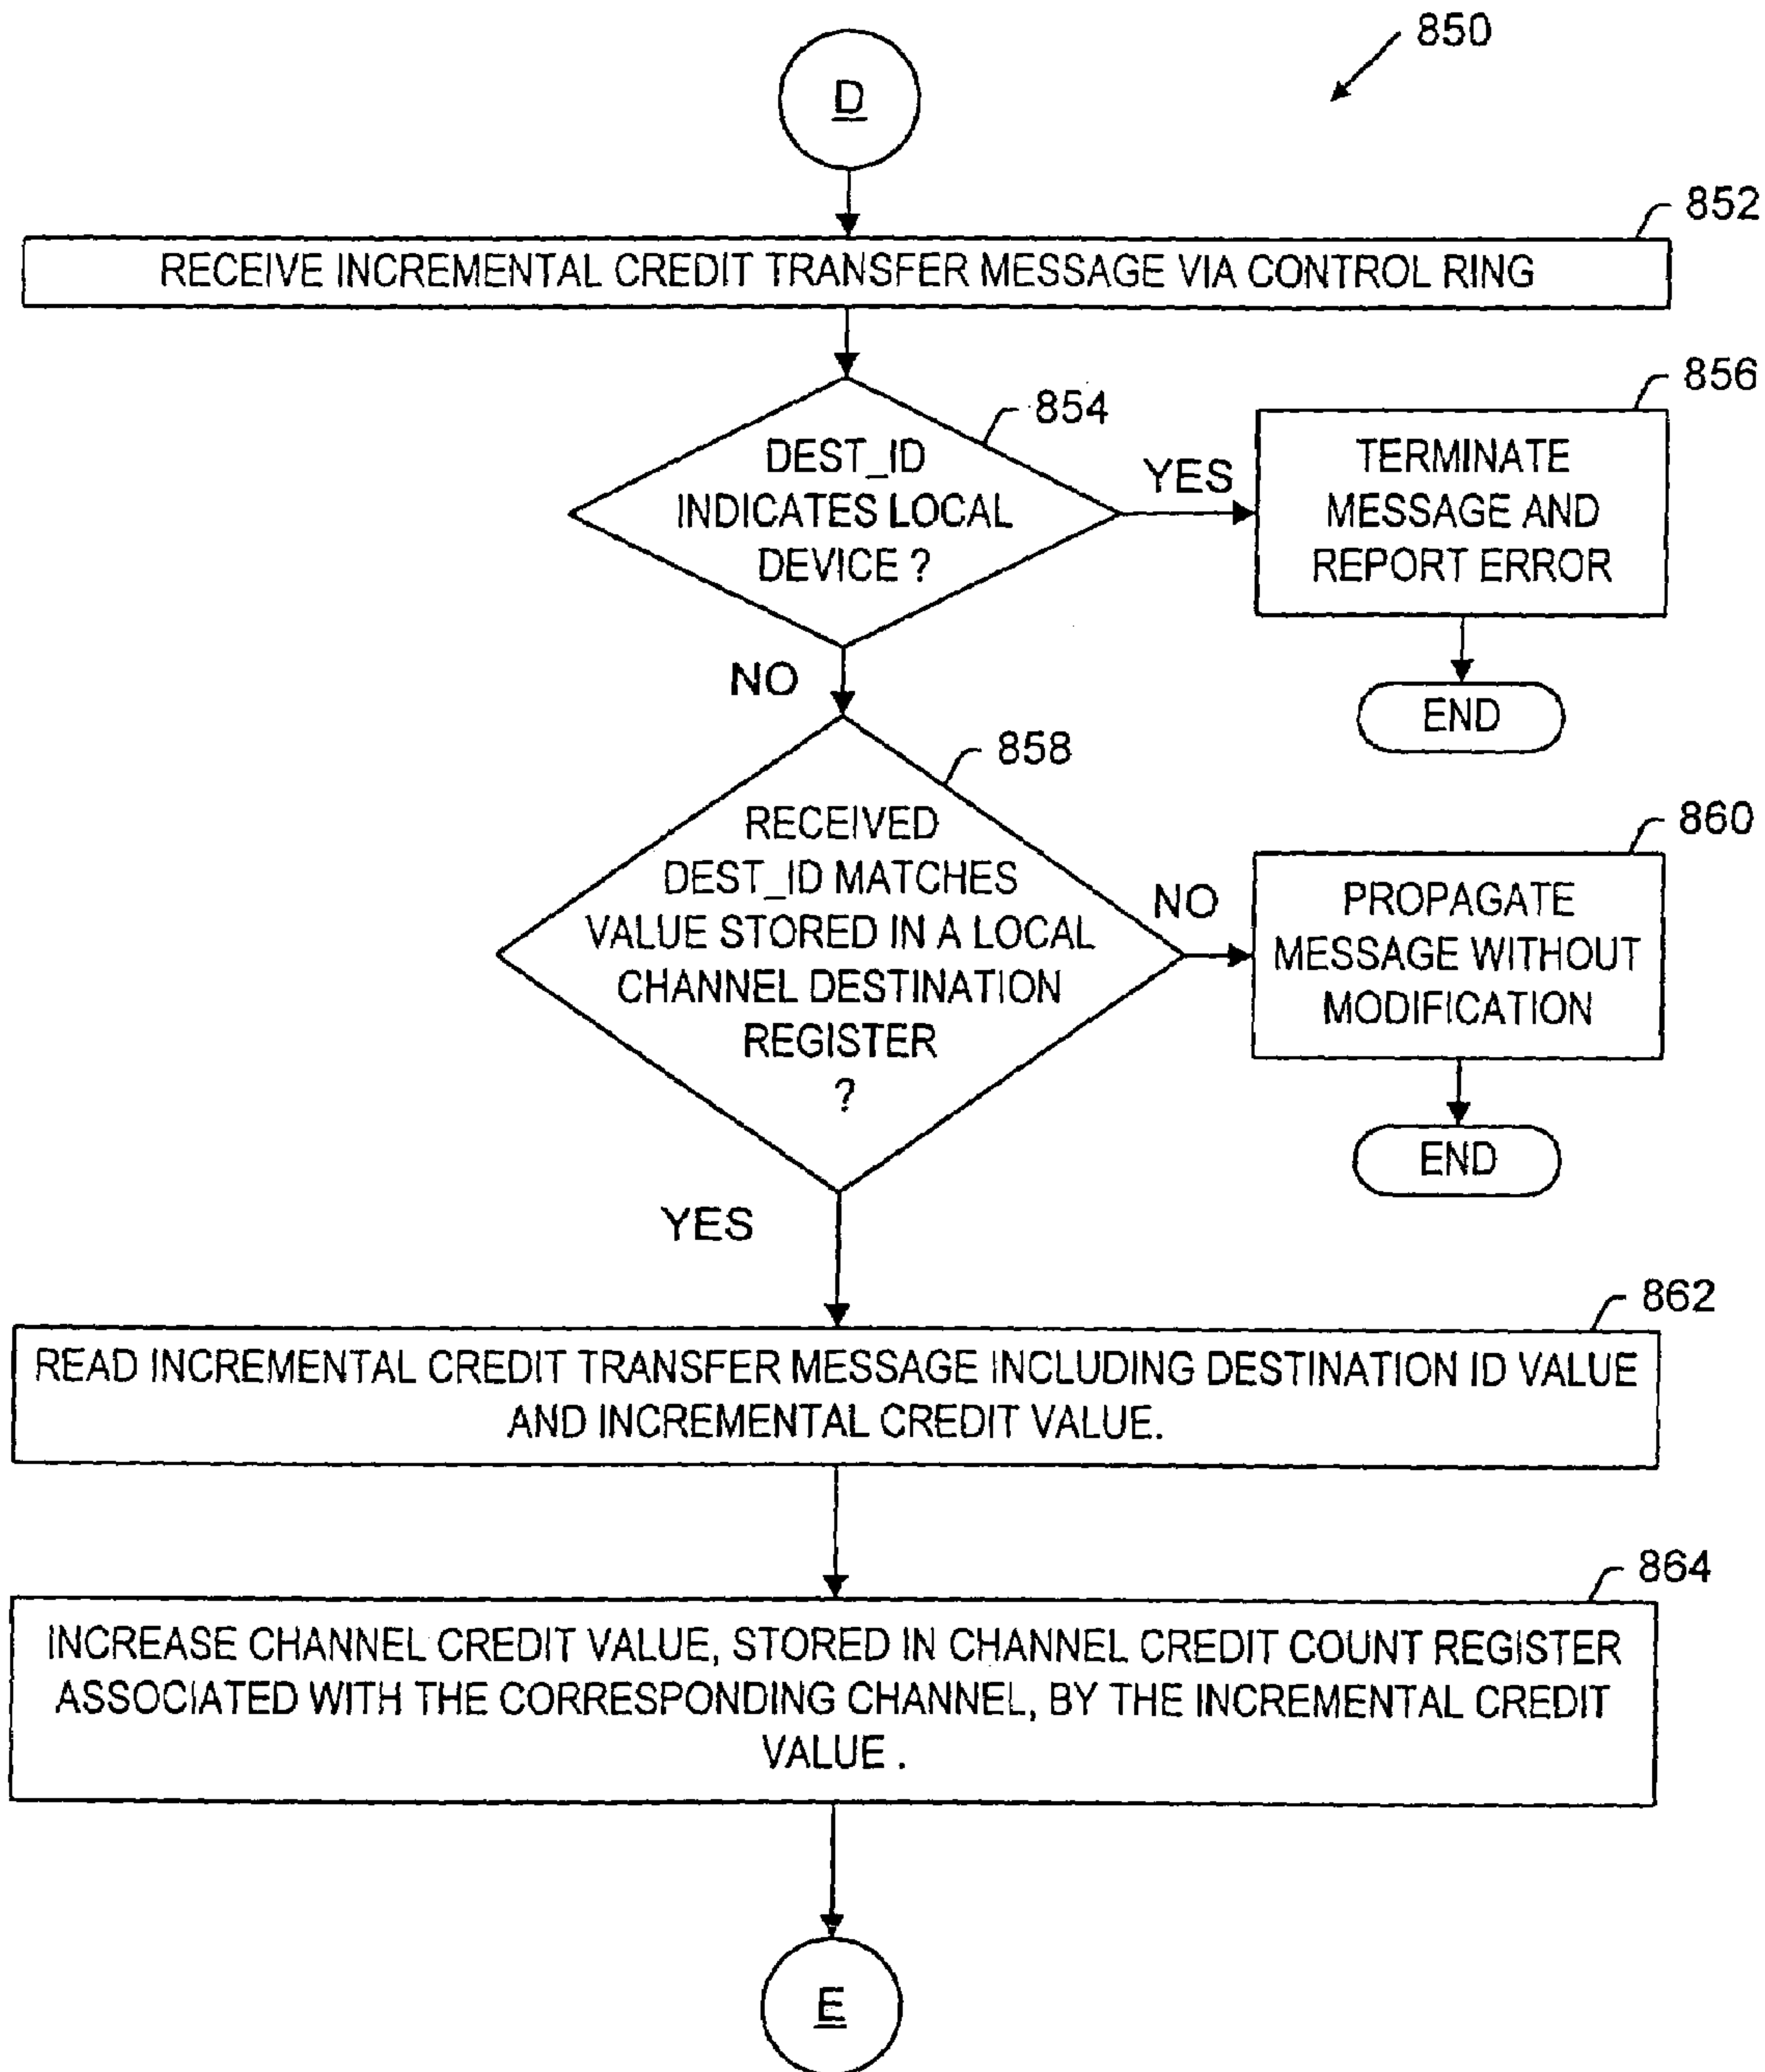 850
D
852
RECEIVE INCREMENTAL CREDIT TRANSFER MESSAGE VIA CONTROL RING
854
DEST_ID
INDICATES LOCAL
DEVICE ?
YES
856
TERMINATE
MESSAGE AND
REPORT ERROR
END
NO
858
RECEIVED
DEST_ID MATCHES
VALUE STORED IN A LOCAL
CHANNEL DESTINATION
REGISTER
?
NO
860
PROPAGATE
MESSAGE WITHOUT
MODIFICATION
END
YES
862
READ INCREMENTAL CREDIT TRANSFER MESSAGE INCLUDING DESTINATION ID VALUE
AND INCREMENTAL CREDIT VALUE.
864
INCREASE CHANNEL CREDIT VALUE, STORED IN CHANNEL CREDIT COUNT REGISTER
ASSOCIATED WITH THE CORRESPONDING CHANNEL, BY THE INCREMENTAL CREDIT
VALUE .
E